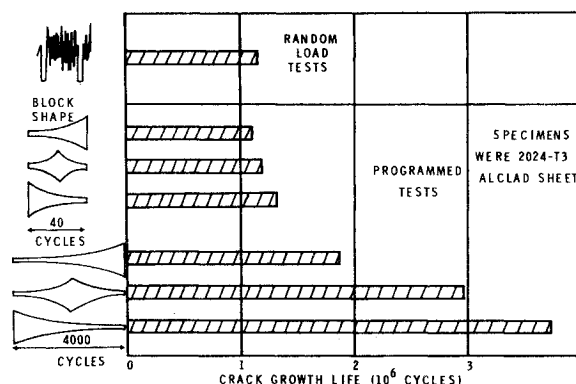 RANDOM
LOAD
TESTS
BLOCK
SHAPE
SPECIMENS
WERE 2024-T3
ALCLAD SHEET
PROGRAMMED
TESTS
40
CYCLES
4000
CYCLES
0 1 2 3
CRACK GROWTH LIFE (10⁶ CYCLES)